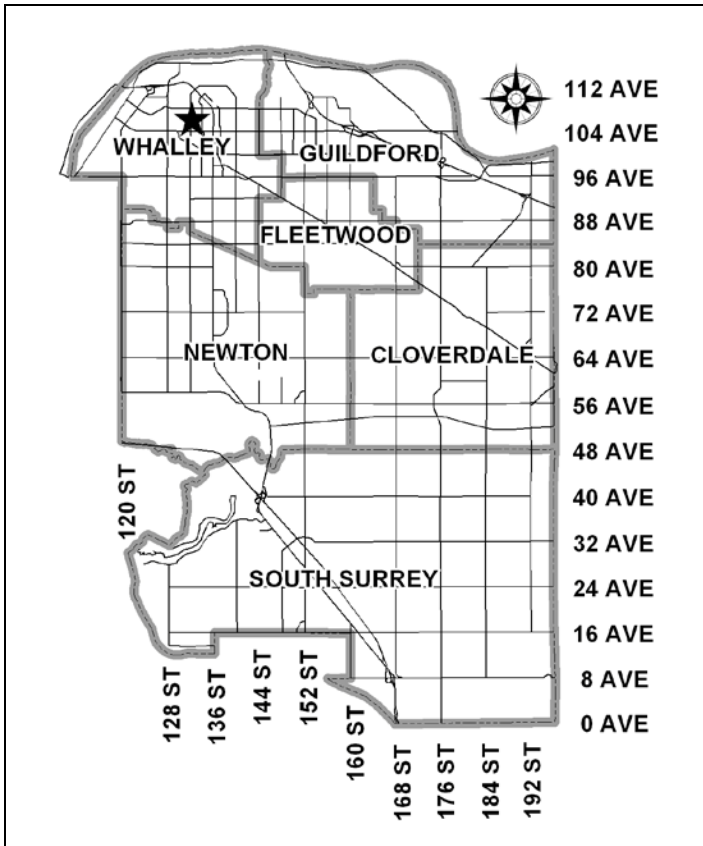 112 AVE
104 AVE
WHALLEY
GUILDFORD
96 AVE
88 AVE
FLEETWOOD
80 AVE
72 AVE
NEWTON
CLOVERDALE
64 AVE
56 AVE
48 AVE
120 ST
40 AVE
32 AVE
SOUTH SURREY
24 AVE
16 AVE
128 ST
136 ST
144 ST
152 ST
160 ST
8 AVE
0 AVE
168 ST
176 ST
184 ST
192 ST